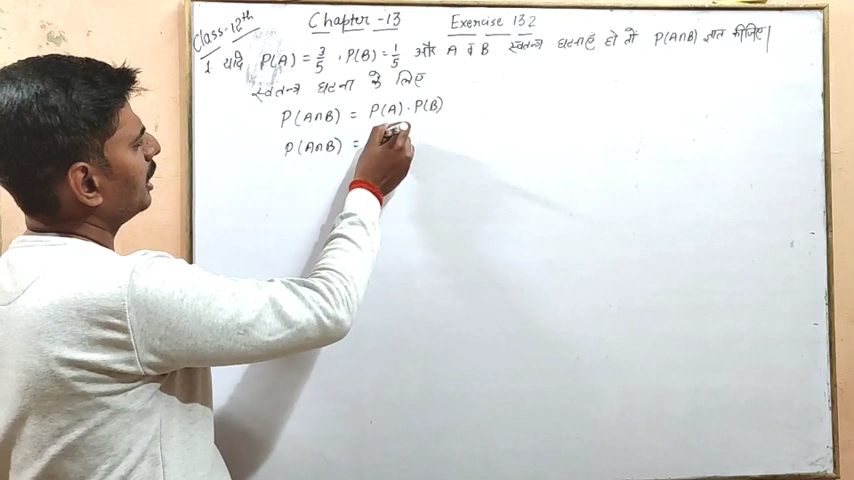 Class-12th
Chapter-13 Exercise 13.2
1. यदि P(A) = 3/5 , P(B) = 1/5 और A व B स्वतन्त्र घटनाएँ हो तो P(A∩B) ज्ञात कीजिए|
स्वतन्त्र घटना के लिए
P(A∩B) = P(A) · P(B)
P(A∩B) =